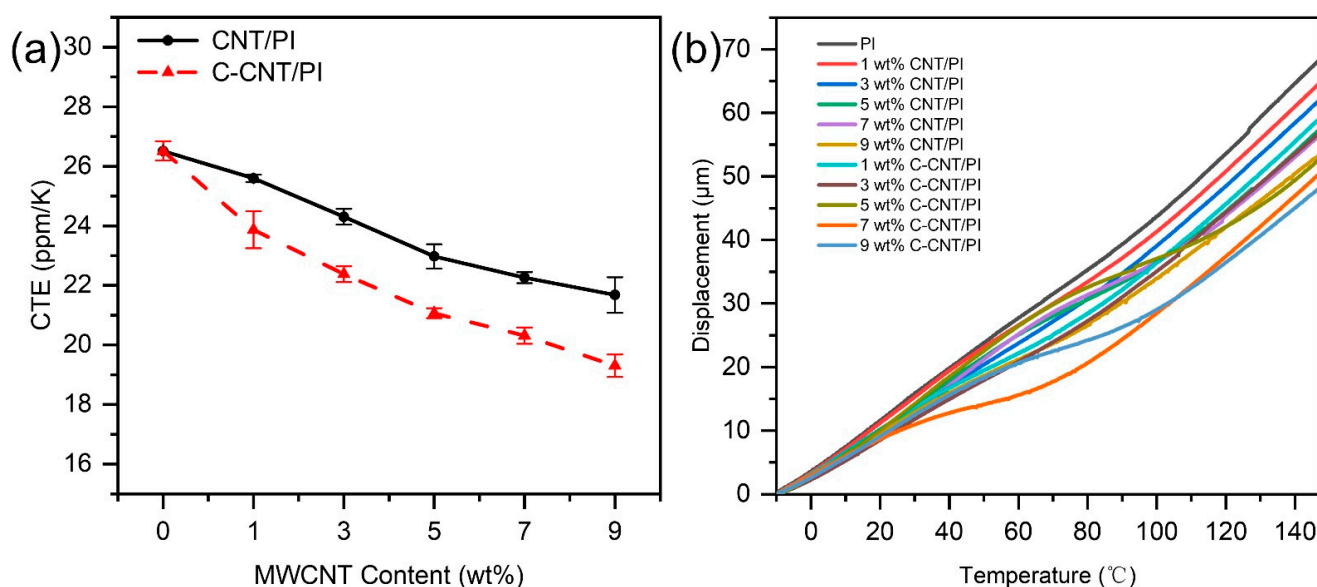 (a)
CNT/PI
C-CNT/PI
30
28
26
24
22
20
18
16
CTE (ppm/K)
0 1 3 5 7 9
MWCNT Content (wt%)
(b)
PI
1 wt% CNT/PI
3 wt% CNT/PI
5 wt% CNT/PI
7 wt% CNT/PI
9 wt% CNT/PI
1 wt% C-CNT/PI
3 wt% C-CNT/PI
5 wt% C-CNT/PI
7 wt% C-CNT/PI
9 wt% C-CNT/PI
70
60
50
40
30
20
10
0
Displacement (μm)
0 20 40 60 80 100 120 140
Temperature (℃)